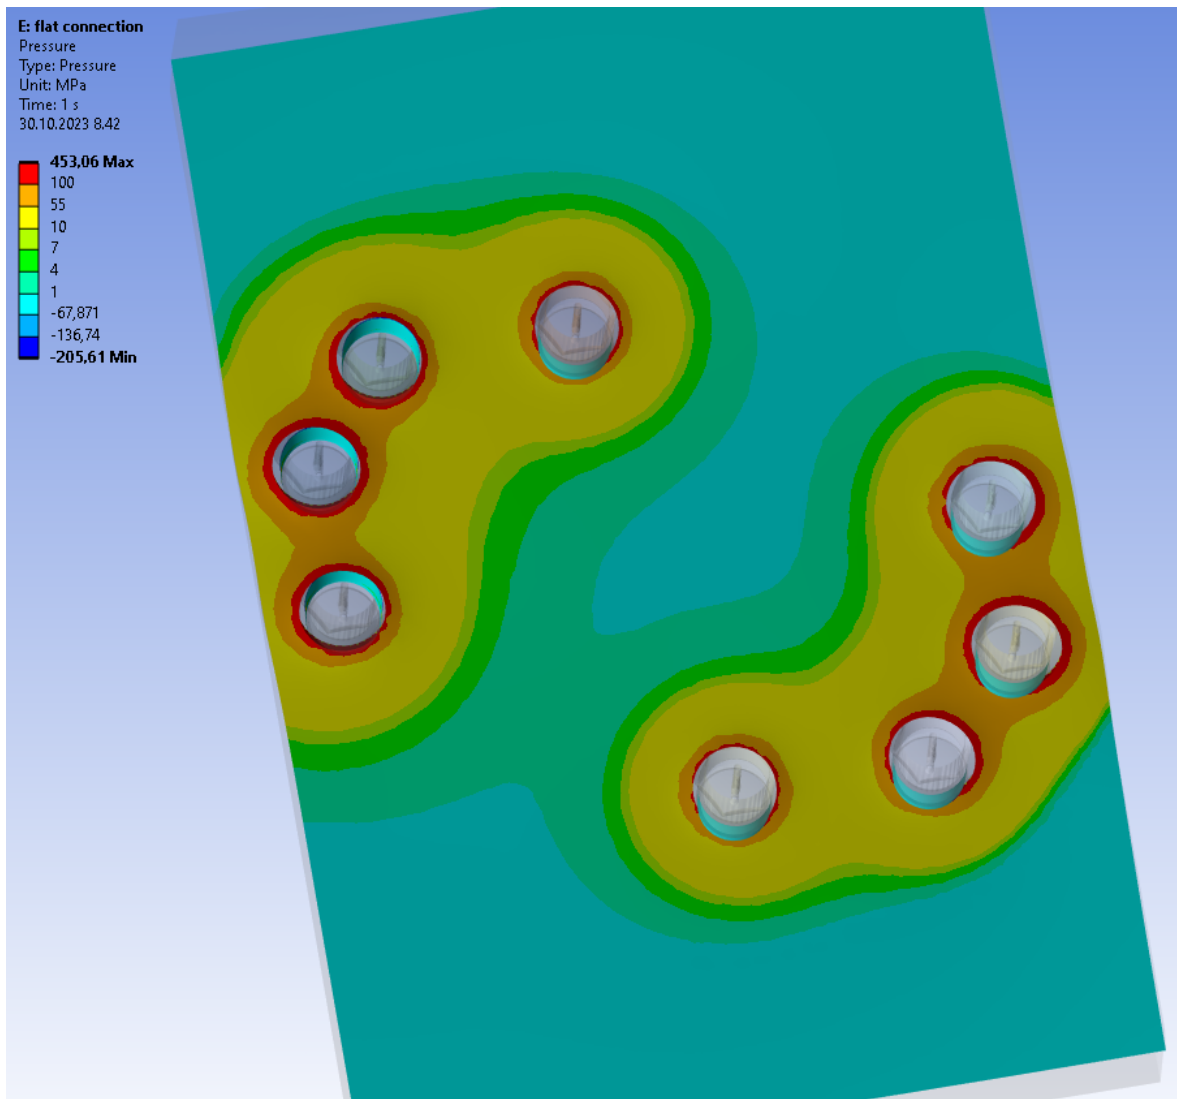 E: flat connection
Pressure
Type: Pressure
Unit: MPa
Time: 1 s
30.10.2023 8.42
453,06 Max
100
55
10
7
4
1
-67,871
-136,74
-205,61 Min